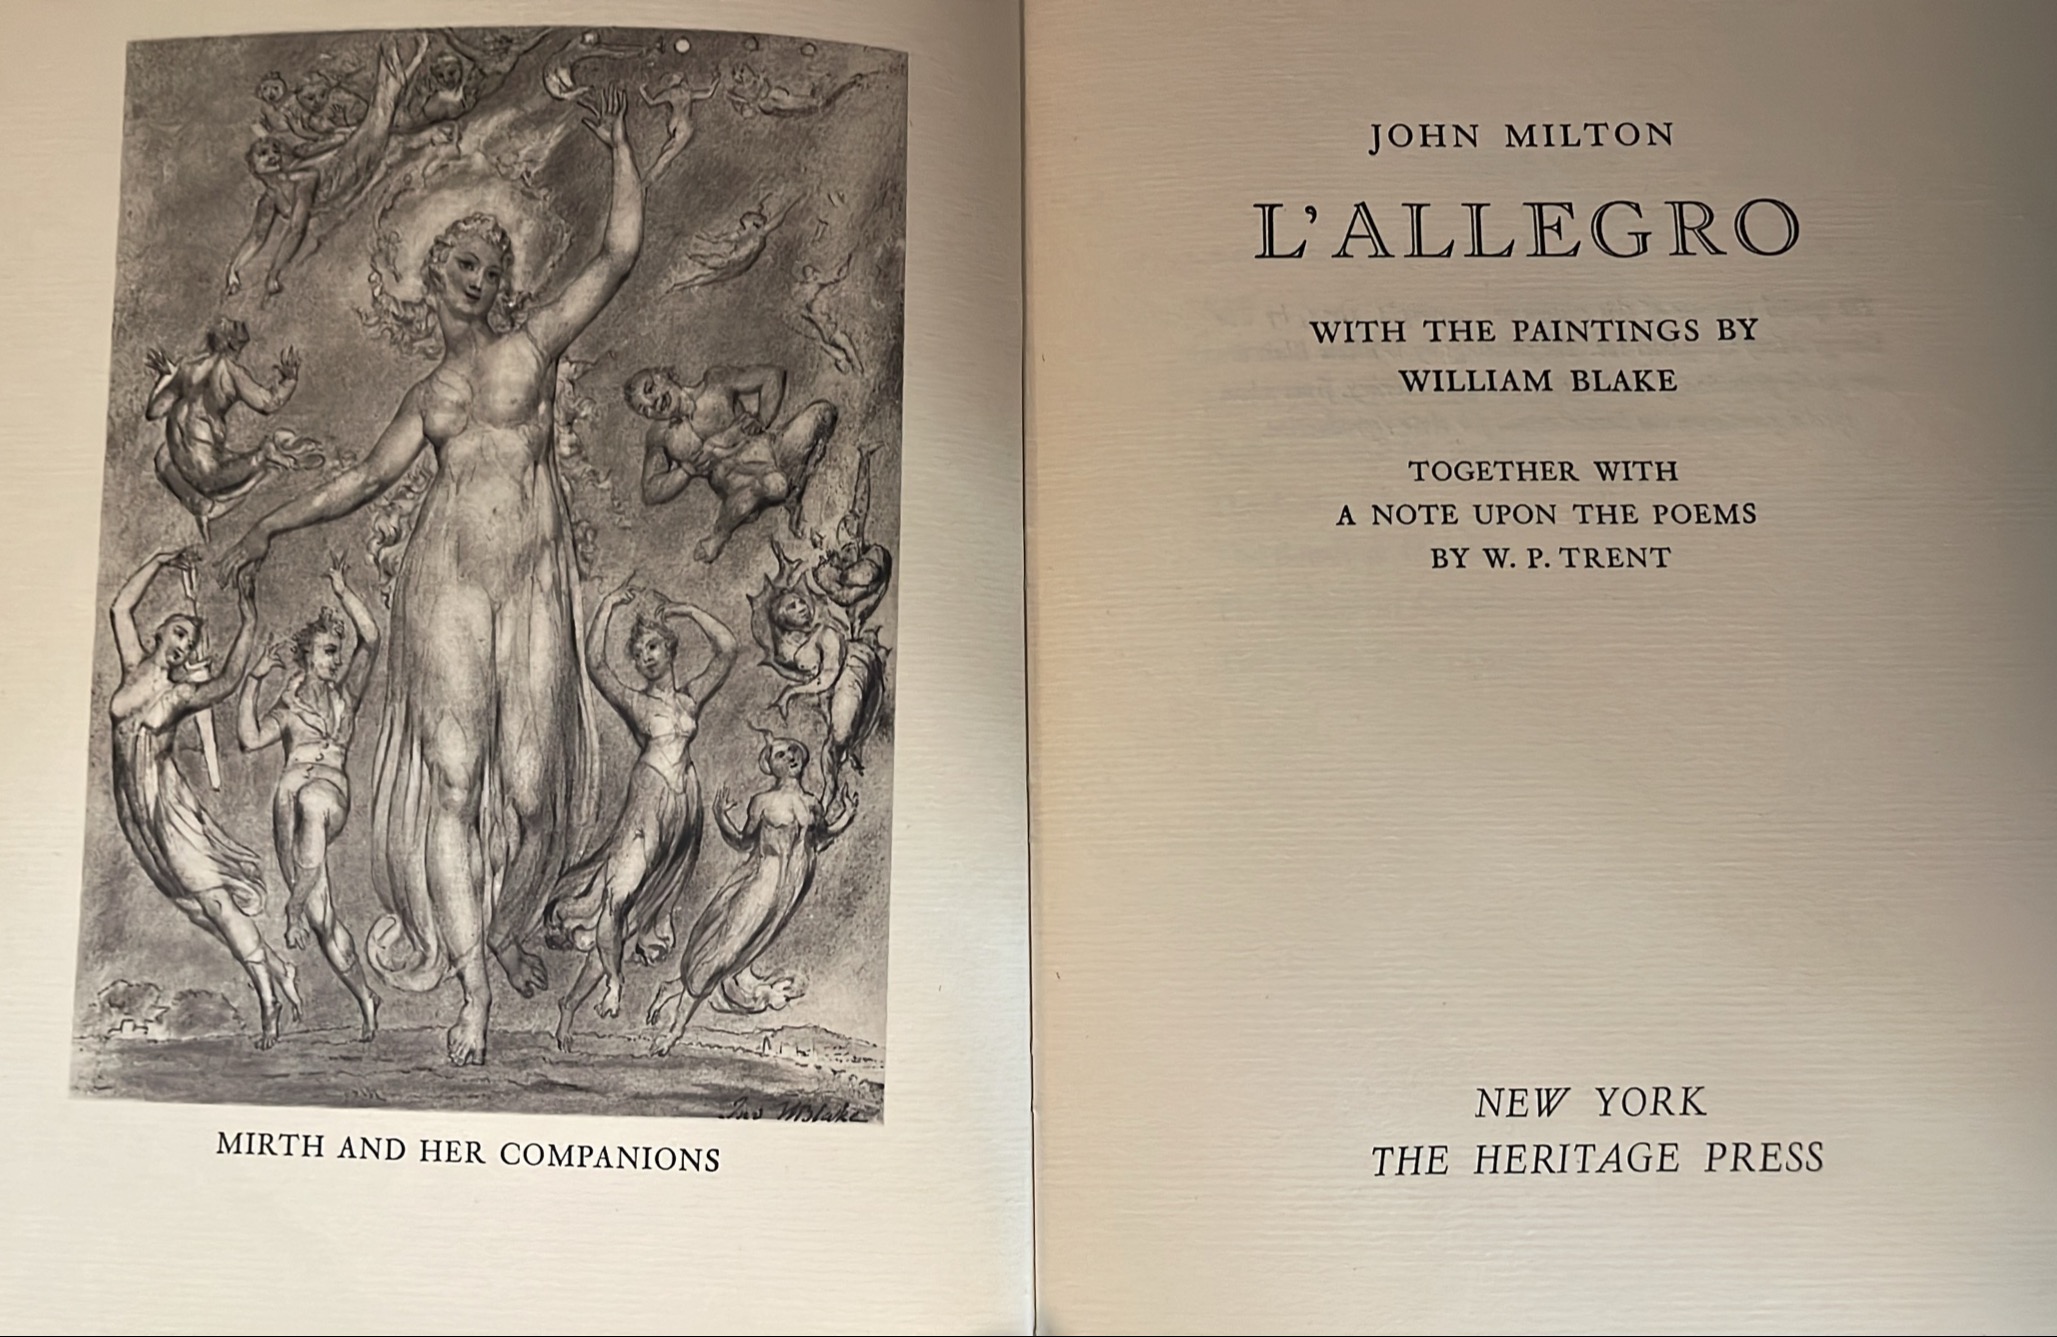 MIRTH AND HER COMPANIONS
JOHN MILTON
L'ALLEGRO
WITH THE PAINTINGS BY
WILLIAM BLAKE
TOGETHER WITH
A NOTE UPON THE POEMS
BY W. P. TRENT
NEW YORK
THE HERITAGE PRESS